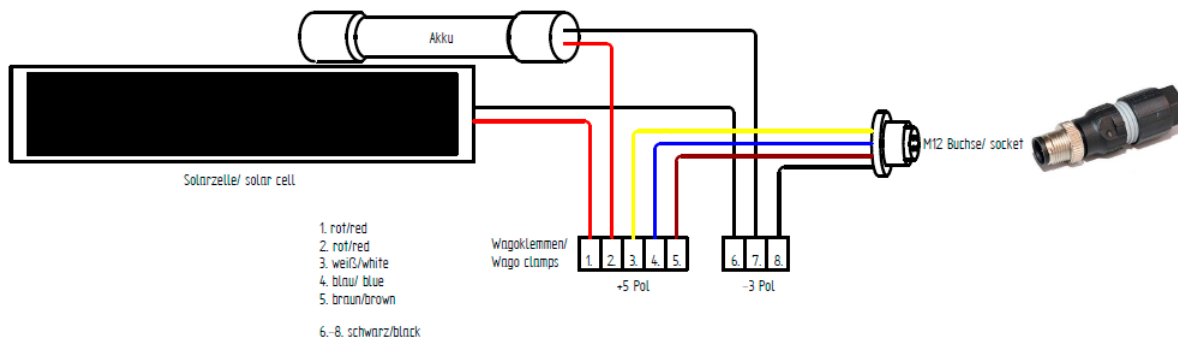 Akku
M12 Buchse/ socket
Solarzelle/ solar cell
1. rot/red
2. rot/red
3. weiß/white
4. blau/ blue
5. braun/brown
6.-8. schwarz/black
Wagoklemmen/
Wago clamps
1. 2. 3. 4. 5.
6. 7. 8.
+5 Pol
-3 Pol